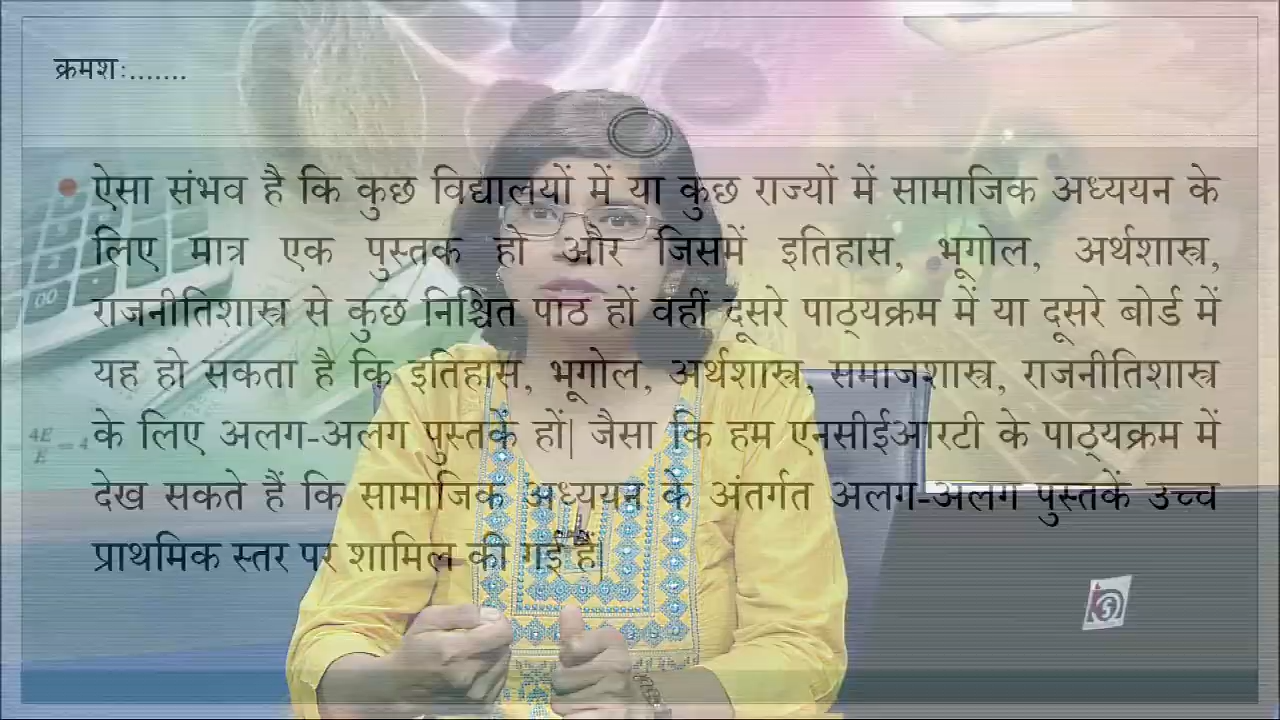 क्रमशः.......
ऐसा संभव है कि कुछ विद्यालयों में या कुछ राज्यों में सामाजिक अध्ययन के
लिए मात्र एक पुस्तक हो और जिसमें इतिहास, भूगोल, अर्थशास्त्र,
राजनीतिशास्त्र से कुछ निश्चित पाठ हों वहीं दूसरे पाठ्यक्रम में या दूसरे बोर्ड में
यह हो सकता है कि इतिहास, भूगोल, अर्थशास्त्र, समाजशास्त्र, राजनीतिशास्त्र
के लिए अलग-अलग पुस्तकें हों| जैसा कि हम एनसीईआरटी के पाठ्यक्रम में
देख सकते हैं कि सामाजिक अध्ययन के अंतर्गत अलग-अलग पुस्तकें उच्च
प्राथमिक स्तर पर शामिल की गई हैं|